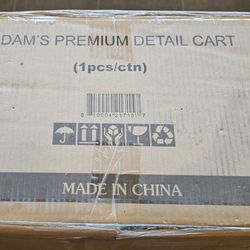 DAM'S PREMIUM DETAIL CART
(1pcs/ctn)
MADE IN CHINA